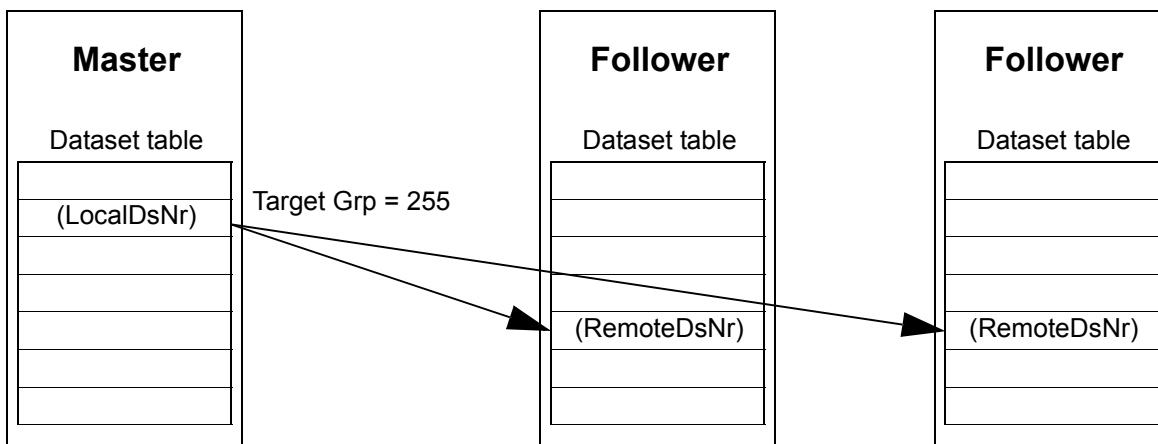 Master
Follower
Follower
Dataset table
Dataset table
Dataset table
(LocalDsNr)
Target Grp = 255
(RemoteDsNr)
(RemoteDsNr)